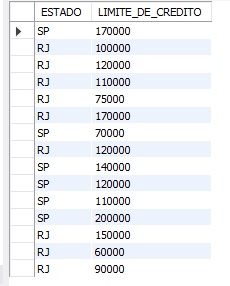 ESTADO LIMITE_DE_CREDITO
SP 170000
RJ 100000
RJ 120000
RJ 110000
RJ 75000
RJ 170000
SP 70000
RJ 120000
SP 140000
SP 120000
SP 110000
SP 200000
RJ 150000
RJ 60000
RJ 90000